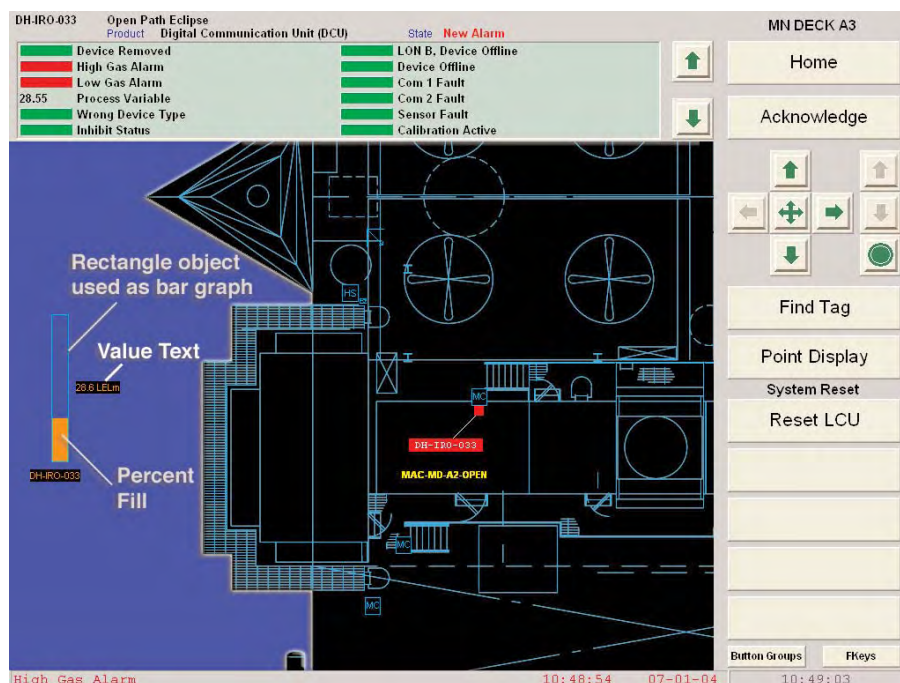 DH-IRO-033 Open Path Eclipse
Product Digital Communication Unit (DCU) State New Alarm
Device Removed
High Gas Alarm
Low Gas Alarm
28.55 Process Variable
Wrong Device Type
Inhibit Status
LON B, Device Offline
Device Offline
Com 1 Fault
Com 2 Fault
Sensor Fault
Calibration Active
MN DECK A3
Home
Acknowledge
Find Tag
Point Display
System Reset
Reset LCU
Button Groups FKeys
Rectangle object
used as bar graph
Value Text
28.6 LELm
DH-IRO-033
Percent
Fill
HS
MC
DH-IRO-033
MAC-MD-A2-OPEN
MC
MC
High Gas Alarm 10:48:54 07-01-04 10:49:03